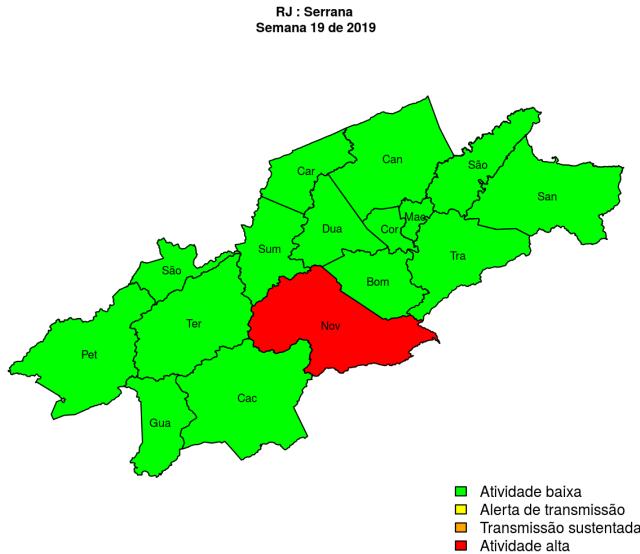 RJ : Serrana
Semana 19 de 2019
Can
São
Car
San
Mac
Dua
Cor
Sum
Tra
São
Bom
Ter
Nov
Pet
Cac
Gua
Atividade baixa
Alerta de transmissão
Transmissão sustentada
Atividade alta